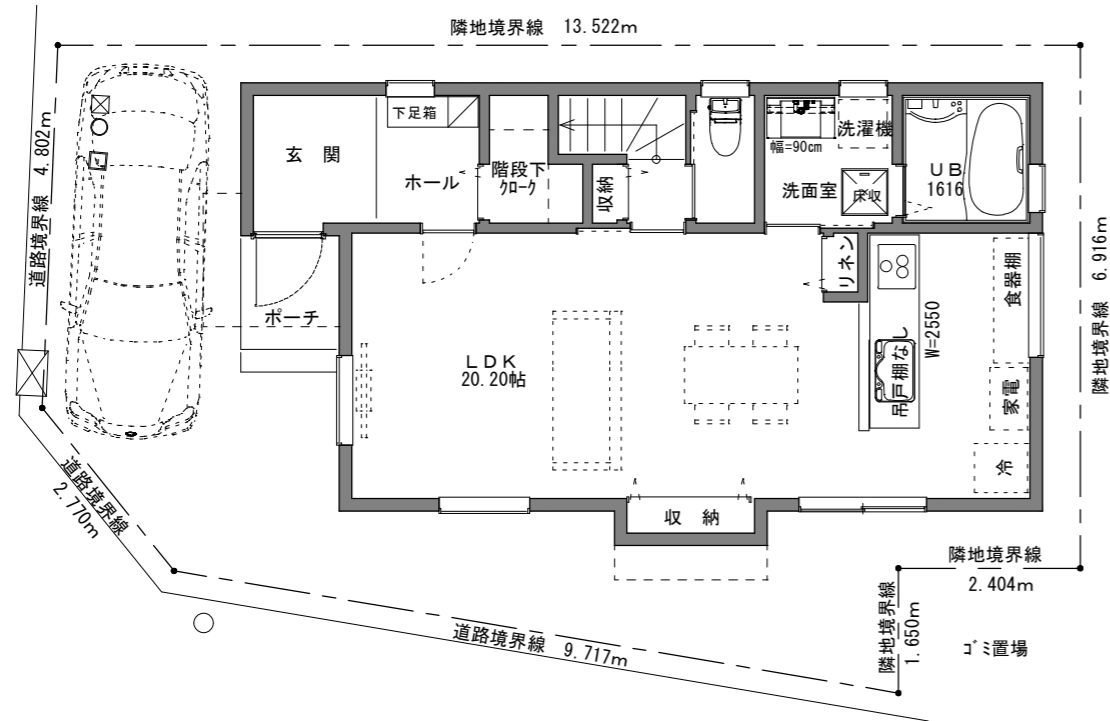 隣地境界線 13.522m
道路境界線 4.802m
玄 関
下足箱
ホール
階段下
クローク
収納
幅=90cm
洗濯機
洗面室
床収
UB
1616
隣地境界線 6.916m
ポーチ
リネン
食器棚
LDK
20.20帖
吊戸棚なし
W=2550
家電
冷
道路境界線
2.770m
収 納
隣地境界線
2.404m
隣地境界線
1.650m
ゴミ置場
道路境界線 9.717m